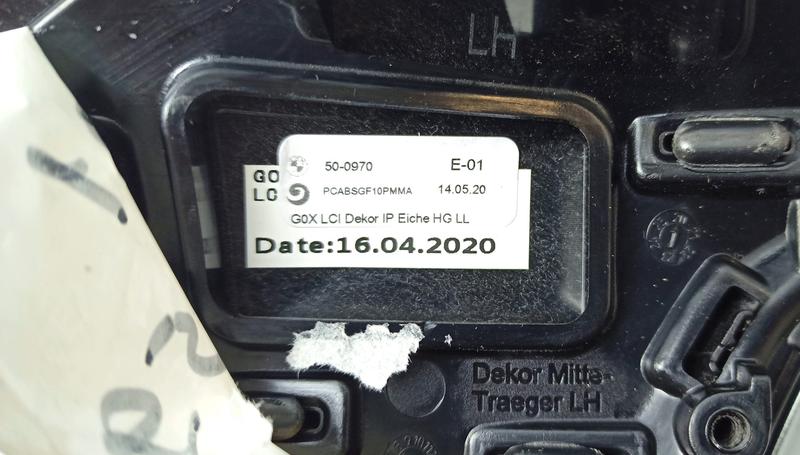 LH
50-0970 E-01
GO
PCABSGF10PMMA 14.05.20
LC
G0X LCI Dekor IP Eiche HG LL
Date:16.04.2020
Dekor Mitte-
Traeger LH